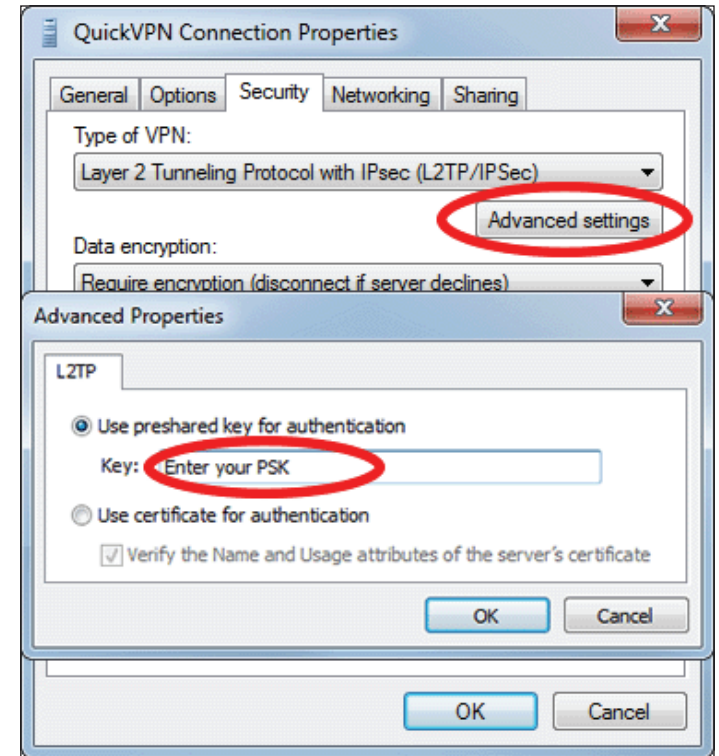 QuickVPN Connection Properties
General Options Security Networking Sharing
Type of VPN:
Layer 2 Tunneling Protocol with IPsec (L2TP/IPSec)
Advanced settings
Data encryption:
Require encryption (disconnect if server declines)
Advanced Properties
L2TP
Use preshared key for authentication
Key: Enter your PSK
Use certificate for authentication
Verify the Name and Usage attributes of the server's certificate
OK Cancel
OK Cancel